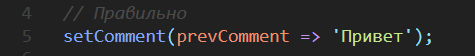 4 // Правильно
5 setComment(prevComment => 'Привет');